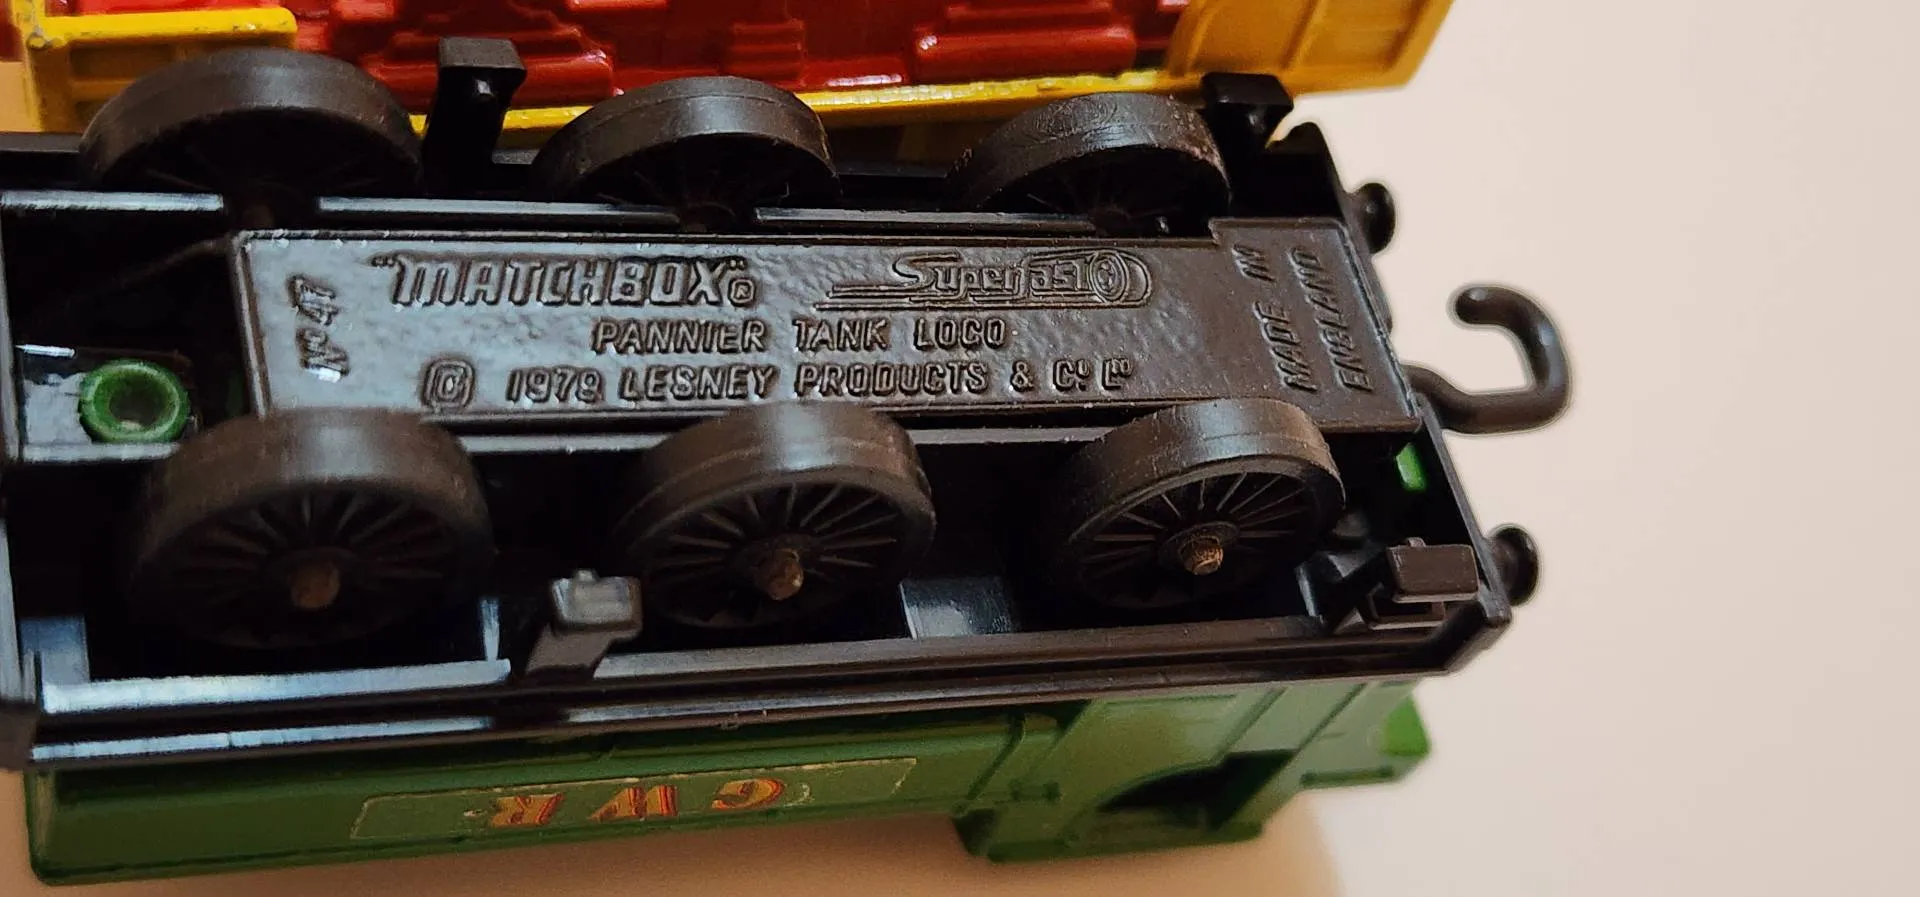 Nº 47
"MATCHBOX"®
Superfast
PANNIER TANK LOCO
© 1979 LESNEY PRODUCTS & Cº Lᵀᴰ
MADE IN
ENGLAND
GWR